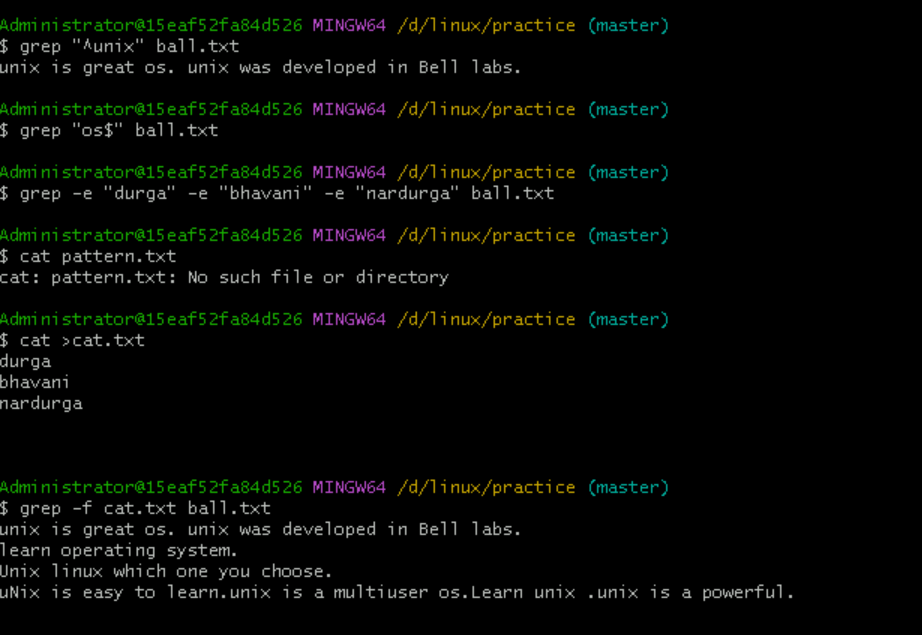 Administrator@15eaf52fa84d526 MINGW64 /d/linux/practice (master)
$ grep "^unix" ball.txt
unix is great os. unix was developed in Bell labs.
Administrator@15eaf52fa84d526 MINGW64 /d/linux/practice (master)
$ grep "os$" ball.txt
Administrator@15eaf52fa84d526 MINGW64 /d/linux/practice (master)
$ grep -e "durga" -e "bhavani" -e "nardurga" ball.txt
Administrator@15eaf52fa84d526 MINGW64 /d/linux/practice (master)
$ cat pattern.txt
cat: pattern.txt: No such file or directory
Administrator@15eaf52fa84d526 MINGW64 /d/linux/practice (master)
$ cat >cat.txt
durga
bhavani
nardurga
Administrator@15eaf52fa84d526 MINGW64 /d/linux/practice (master)
$ grep -f cat.txt ball.txt
unix is great os. unix was developed in Bell labs.
learn operating system.
Unix linux which one you choose.
uNix is easy to learn.unix is a multiuser os.Learn unix .unix is a powerful.